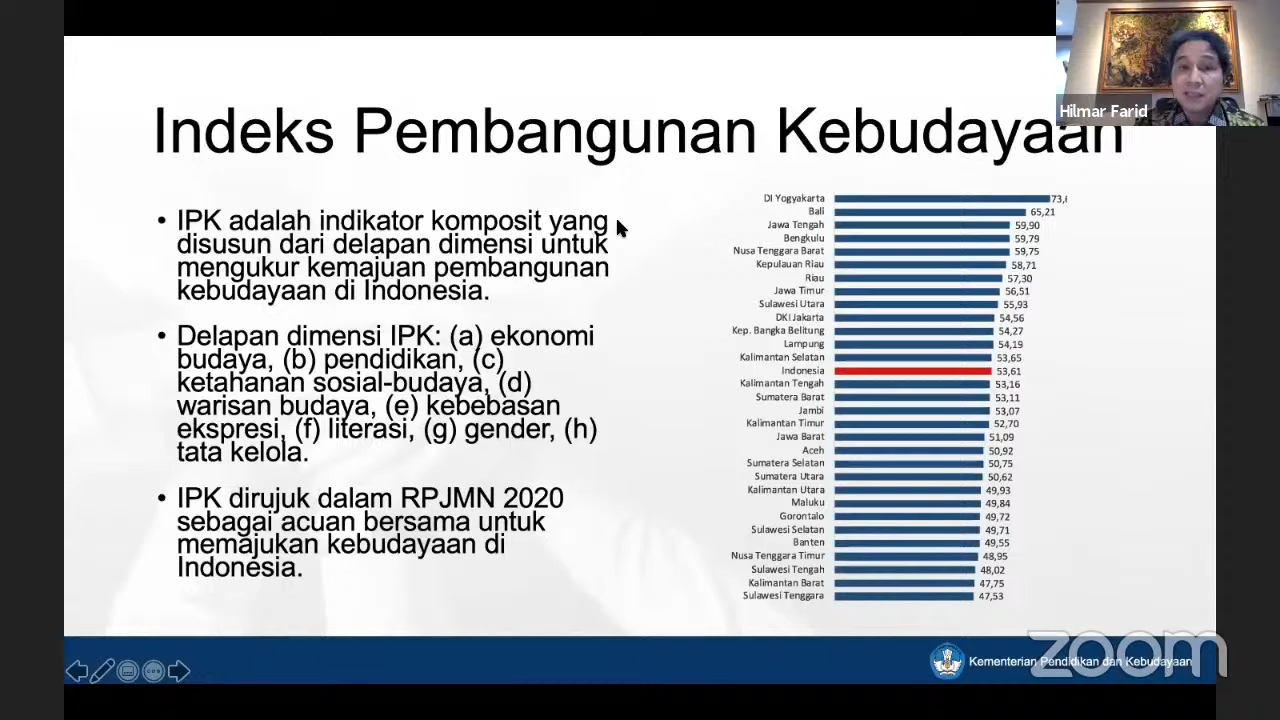 Hilmar Farid
Indeks Pembangunan Kebudayaan
• IPK adalah indikator komposit yang
disusun dari delapan dimensi untuk
mengukur kemajuan pembangunan
kebudayaan di Indonesia.
• Delapan dimensi IPK: (a) ekonomi
budaya, (b) pendidikan, (c)
ketahanan sosial-budaya, (d)
warisan budaya, (e) kebebasan
ekspresi, (f) literasi, (g) gender, (h)
tata kelola.
• IPK dirujuk dalam RPJMN 2020
sebagai acuan bersama untuk
memajukan kebudayaan di
Indonesia.
DI Yogyakarta
Bali 65,21
Jawa Tengah 59,90
Bengkulu 59,79
Nusa Tenggara Barat 59,75
Kepulauan Riau 58,71
Riau 57,30
Jawa Timur 56,51
Sulawesi Utara 55,93
DKI Jakarta 54,56
Kep. Bangka Belitung 54,27
Lampung 54,19
Kalimantan Selatan 53,65
Indonesia 53,61
Kalimantan Tengah 53,16
Sumatera Barat 53,11
Jambi 53,07
Kalimantan Timur 52,70
Jawa Barat 51,09
Aceh 50,92
Sumatera Selatan 50,75
Sumatera Utara 50,62
Kalimantan Utara 49,93
Maluku 49,84
Gorontalo 49,72
Sulawesi Selatan 49,71
Banten 49,55
Nusa Tenggara Timur 48,95
Sulawesi Tengah 48,02
Kalimantan Barat 47,75
Sulawesi Tenggara 47,53
Kementerian Pendidikan dan Kebudayaan
zoom